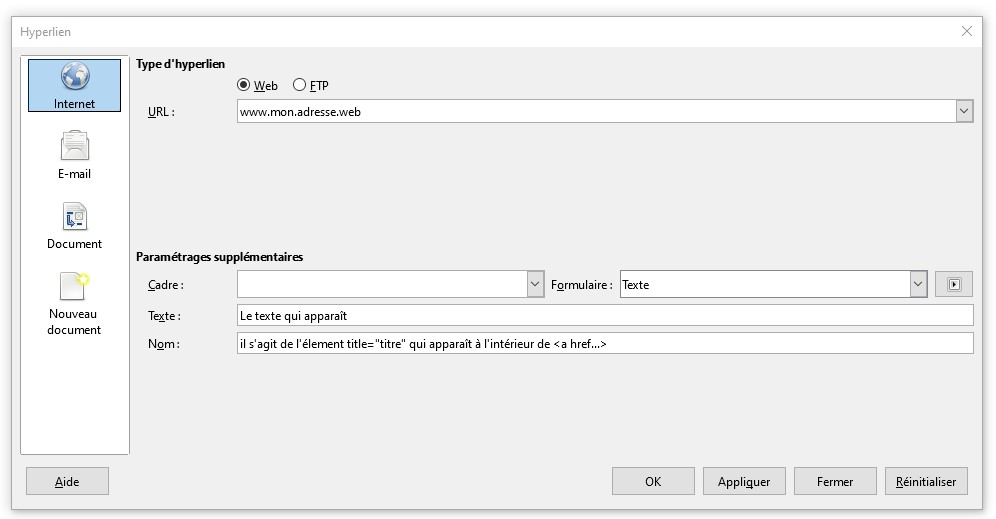 Hyperlien
Internet
E-mail
Document
Nouveau
document
Type d'hyperlien
Web FTP
URL : www.mon.adresse.web
Paramétrages supplémentaires
Cadre : Formulaire : Texte
Texte : Le texte qui apparaît
Nom : il s'agit de l'élement title="titre" qui apparaît à l'intérieur de <a href...>
Aide OK Appliquer Fermer Réinitialiser